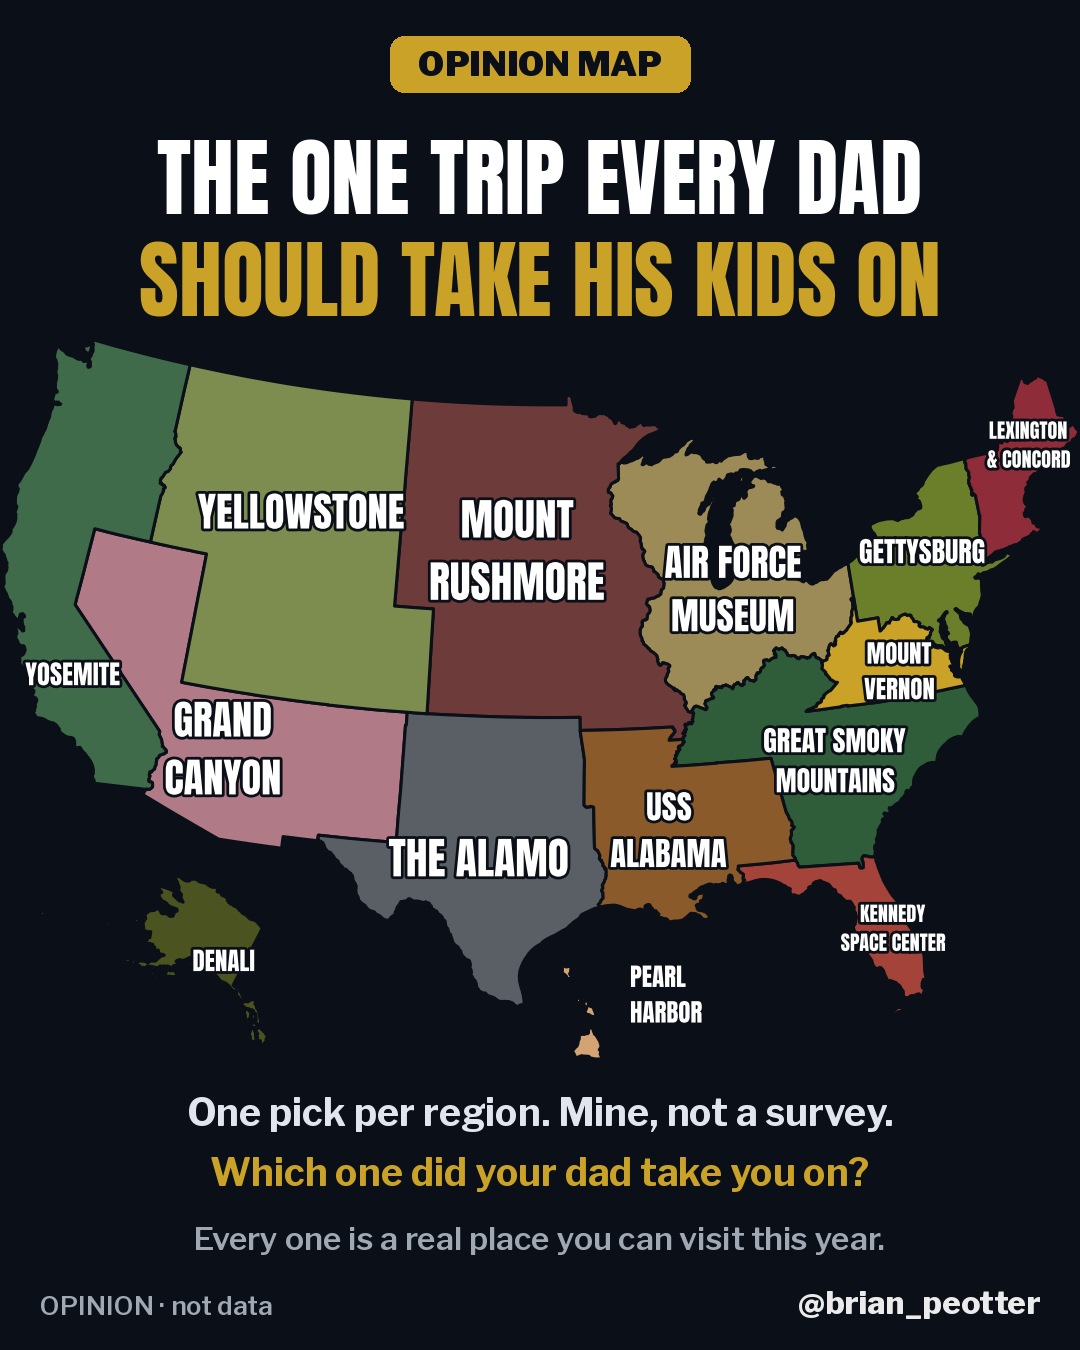 OPINION MAP
THE ONE TRIP EVERY DAD
SHOULD TAKE HIS KIDS ON
LEXINGTON
& CONCORD
YELLOWSTONE
MOUNT
RUSHMORE
AIR FORCE
MUSEUM
GETTYSBURG
MOUNT
VERNON
YOSEMITE
GRAND
CANYON
GREAT SMOKY
MOUNTAINS
USS
ALABAMA
THE ALAMO
KENNEDY
SPACE CENTER
DENALI
PEARL
HARBOR
One pick per region. Mine, not a survey.
Which one did your dad take you on?
Every one is a real place you can visit this year.
OPINION · not data
@brian_peotter